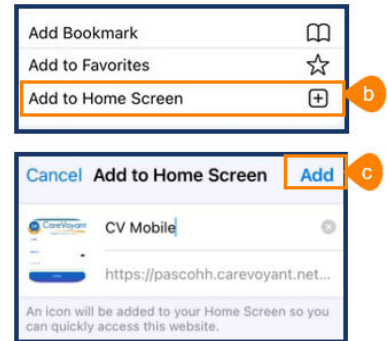 Add Bookmark
Add to Favorites
Add to Home Screen
b
Cancel Add to Home Screen Add
c
CareVoyant
CV Mobile
https://pascohh.carevoyant.net...
An icon will be added to your Home Screen so you
can quickly access this website.